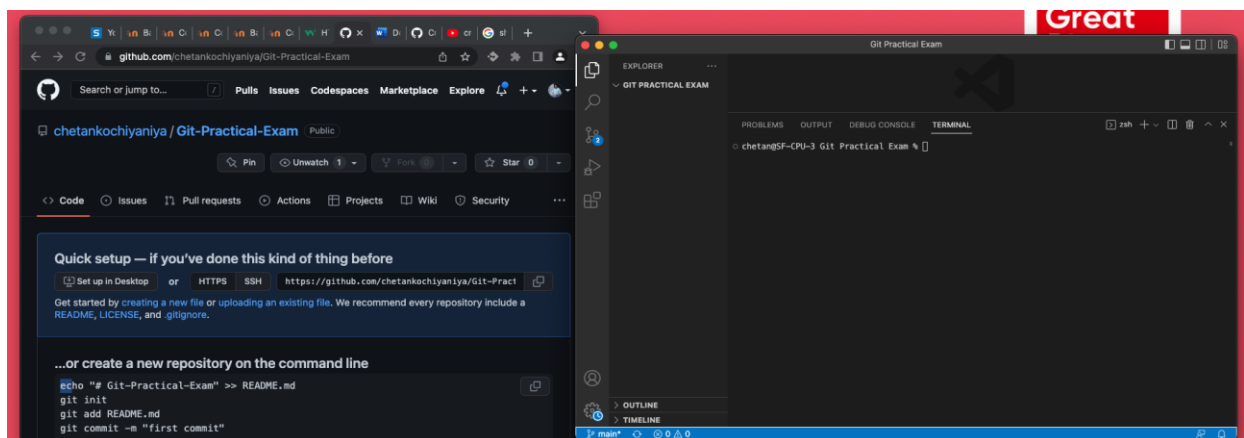 Great
Git Practical Exam
github.com/chetankochiyaniya/Git-Practical-Exam
Search or jump to...
/
Pulls Issues Codespaces Marketplace Explore
chetankochiyaniya / Git-Practical-Exam Public
Pin Unwatch 1 Fork 0 Star 0
Code Issues Pull requests Actions Projects Wiki Security
Quick setup — if you've done this kind of thing before
Set up in Desktop or HTTPS SSH https://github.com/chetankochiyaniya/Git-Pract
Get started by creating a new file or uploading an existing file. We recommend every repository include a
README, LICENSE, and .gitignore.
...or create a new repository on the command line
echo "# Git-Practical-Exam" >> README.md
git init
git add README.md
git commit -m "first commit"
EXPLORER
GIT PRACTICAL EXAM
2
PROBLEMS OUTPUT DEBUG CONSOLE TERMINAL
zsh
chetan@SF-CPU-3 Git Practical Exam %
OUTLINE
TIMELINE
main* 0 0